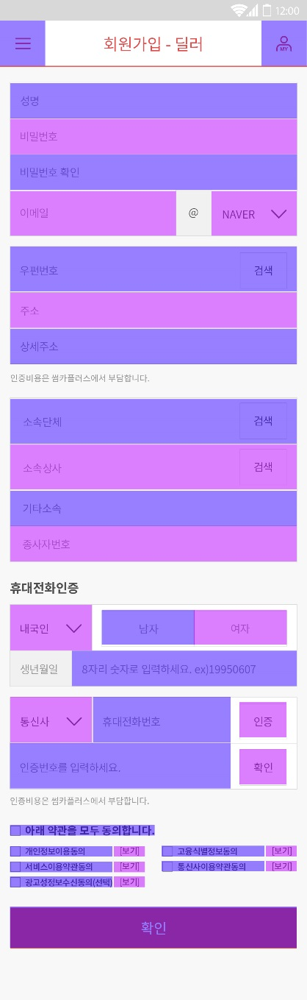 12:00
회원가입 - 딜러
MY
성명
비밀번호
비밀번호 확인
이메일 @ NAVER
우편번호 검색
주소
상세주소
인증비용은 썸카플러스에서 부담합니다.
소속단체 검색
소속상사 검색
기타소속
종사자번호
휴대전화인증
내국인 남자 여자
생년월일 8자리 숫자로 입력하세요. ex)19950607
통신사 휴대전화번호 인증
인증번호를 입력하세요. 확인
인증비용은 썸카플러스에서 부담합니다.
아래 약관을 모두 동의합니다.
개인정보이용동의 [보기] 고융식별정보동의 [보기]
서비스이용약관동의 [보기] 통신사이용약관동의 [보기]
광고성정보수신동의(선택) [보기]
확인